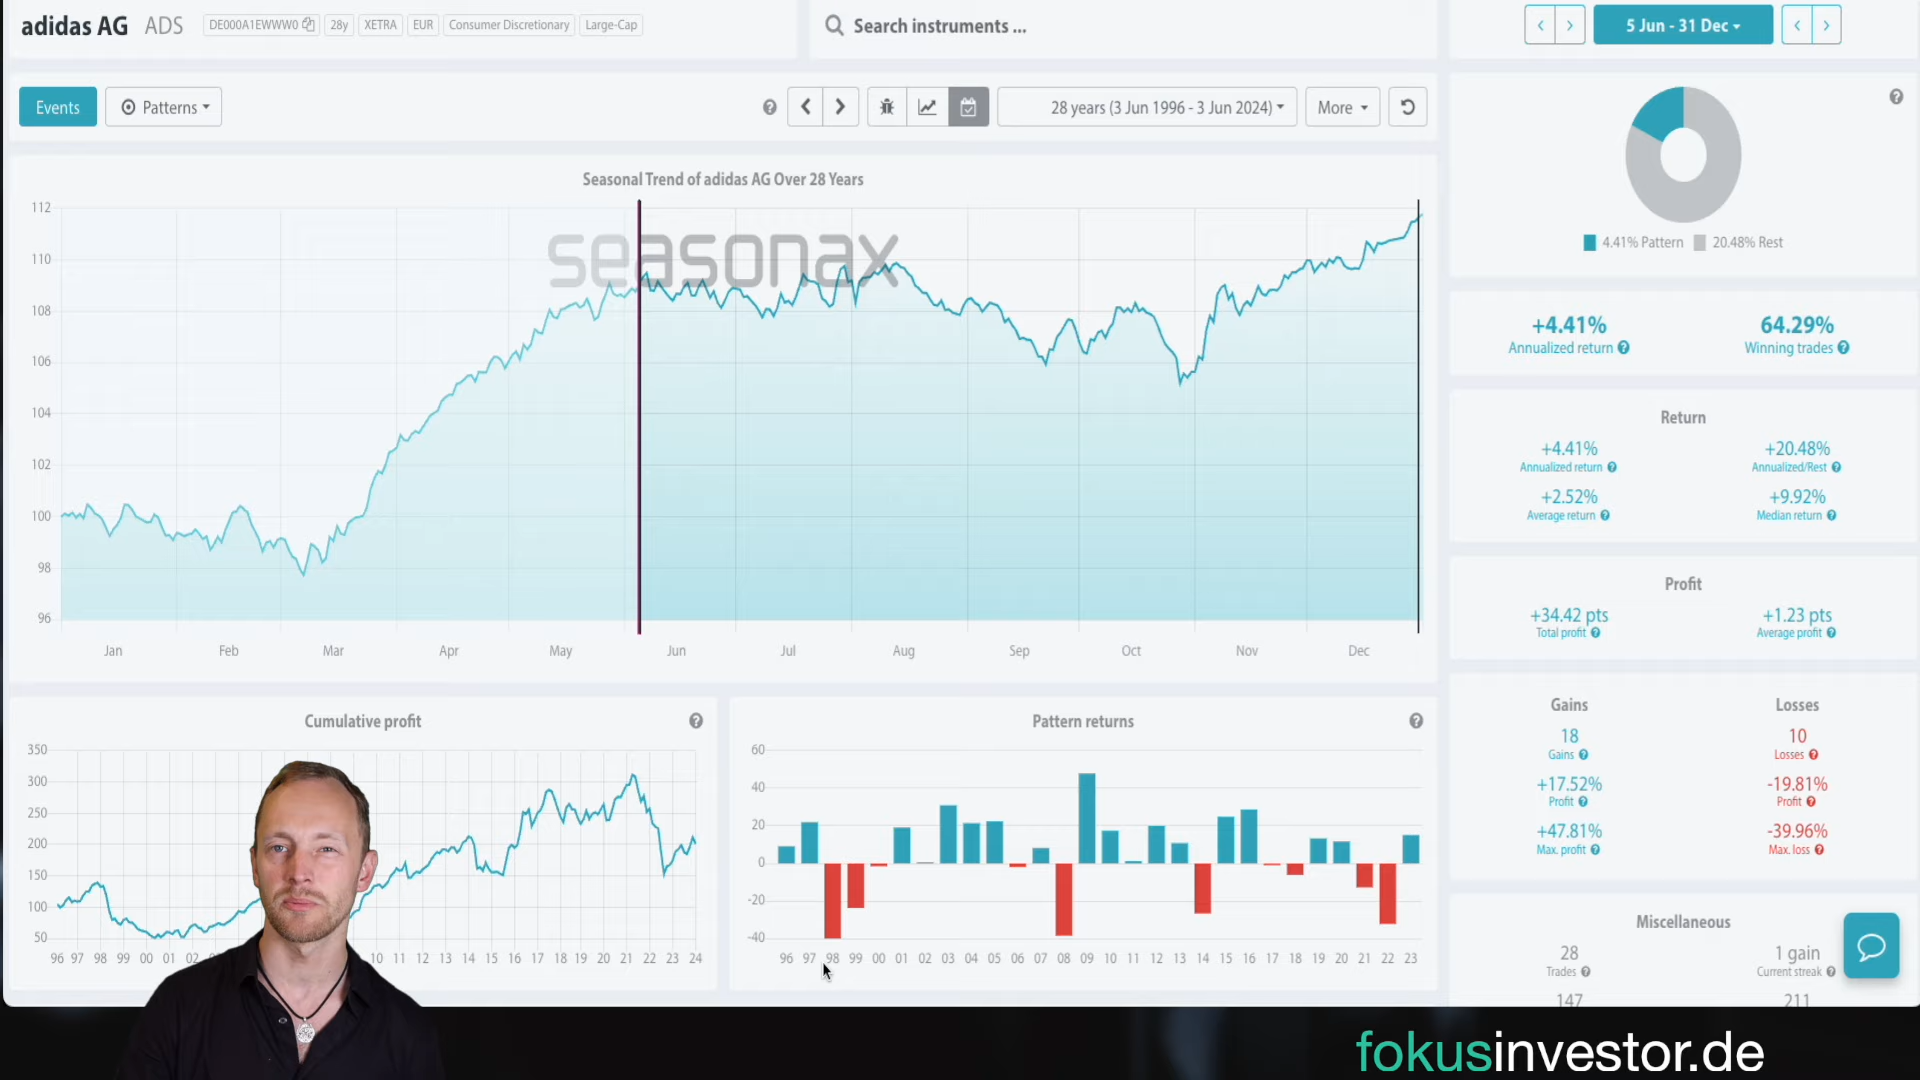 adidas AG ADS DE000A1EWWW0 28y XETRA EUR Consumer Discretionary Large-Cap
Search instruments ...
5 Jun - 31 Dec
Events Patterns
28 years (3 Jun 1996 - 3 Jun 2024) More
Seasonal Trend of adidas AG Over 28 Years
seasonax
112
110
108
106
104
102
100
98
96
Jan Feb Mar Apr May Jun Jul Aug Sep Oct Nov Dec
4.41% Pattern 20.48% Rest
+4.41% 64.29%
Annualized return Winning trades
Return
+4.41% +20.48%
Annualized return Annualized/Rest
+2.52% +9.92%
Average return Median return
Profit
+34.42 pts +1.23 pts
Total profit Average profit
Gains Losses
18 10
Gains Losses
+17.52% -19.81%
Profit Profit
+47.81% -39.96%
Max. profit Max. loss
Miscellaneous
28 1 gain
Trades Current streak
147 211
Cumulative profit
350
300
250
200
150
100
50
96 97 98 99 00 01 02 10 11 12 13 14 15 16 17 18 19 20 21 22 23 24
Pattern returns
60
40
20
0
-20
-40
96 97 98 99 00 01 02 03 04 05 06 07 08 09 10 11 12 13 14 15 16 17 18 19 20 21 22 23
fokusinvestor.de